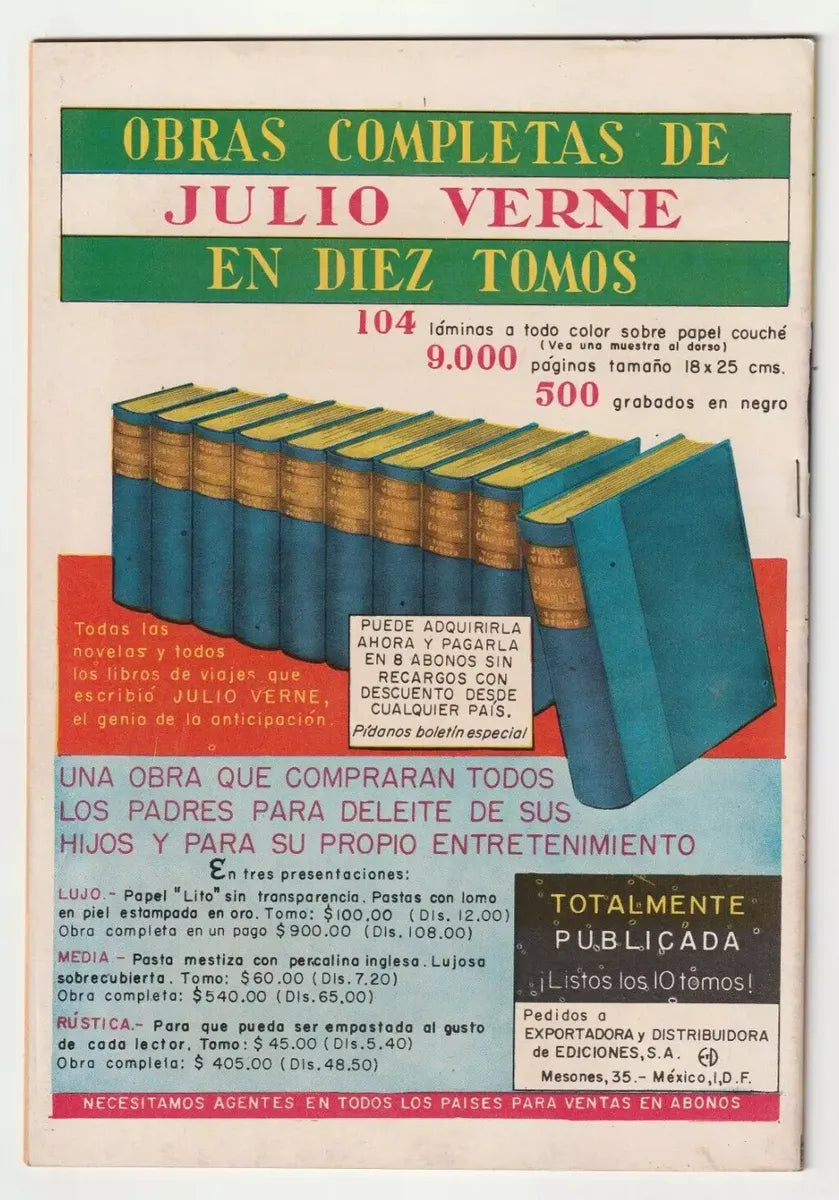 OBRAS COMPLETAS DE
JULIO VERNE
EN DIEZ TOMOS
104 láminas a todo color sobre papel couché
(Vea una muestra al dorso)
9.000 páginas tamaño 18x25 cms.
500 grabados en negro
JULIO
VERNE
OBRAS
COMPLETAS
Todas las
novelas y todos
los libros de viajes que
escribió JULIO VERNE,
el genio de la anticipación.
PUEDE ADQUIRIRLA
AHORA Y PAGARLA
EN 8 ABONOS SIN
RECARGOS CON
DESCUENTO DESDE
CUALQUIER PAÍS.
Pídanos boletín especial
UNA OBRA QUE COMPRARAN TODOS
LOS PADRES PARA DELEITE DE SUS
HIJOS Y PARA SU PROPIO ENTRETENIMIENTO
En tres presentaciones:
LUJO.- Papel "Lito" sin transparencia. Pastas con lomo
en piel estampada en oro. Tomo: $100.00 (Dls. 12.00)
Obra completa en un pago $900.00 (Dls.108.00)
MEDIA.- Pasta mestiza con percalina inglesa. Lujosa
sobrecubierta. Tomo: $60.00 (Dls.7.20)
Obra completa: $540.00 (Dls.65.00)
RÚSTICA.- Para que pueda ser empastada al gusto
de cada lector. Tomo: $45.00 (Dls.5.40)
Obra completa: $ 405.00 (Dls.48.50)
TOTALMENTE
PUBLICADA
¡Listos los 10 tomos!
Pedidos a
EXPORTADORA y DISTRIBUIDORA
de EDICIONES, S.A.
Mesones, 35.- México, 1, D.F.
NECESITAMOS AGENTES EN TODOS LOS PAISES PARA VENTAS EN ABONOS